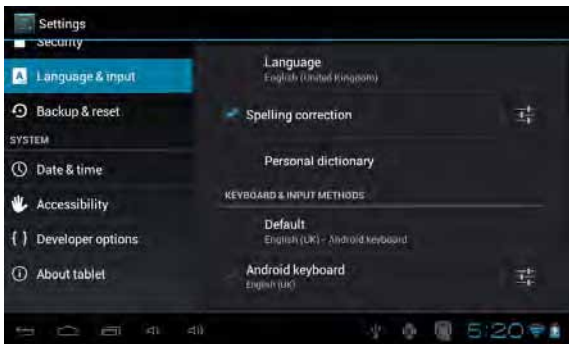 Settings
Security
Language & input
Backup & reset
SYSTEM
Date & time
Accessibility
Developer options
About tablet
Language
English (United Kingdom)
Spelling correction
Personal dictionary
KEYBOARD & INPUT METHODS
Default
English (UK) - Android keyboard
Android keyboard
English (UK)
5:20